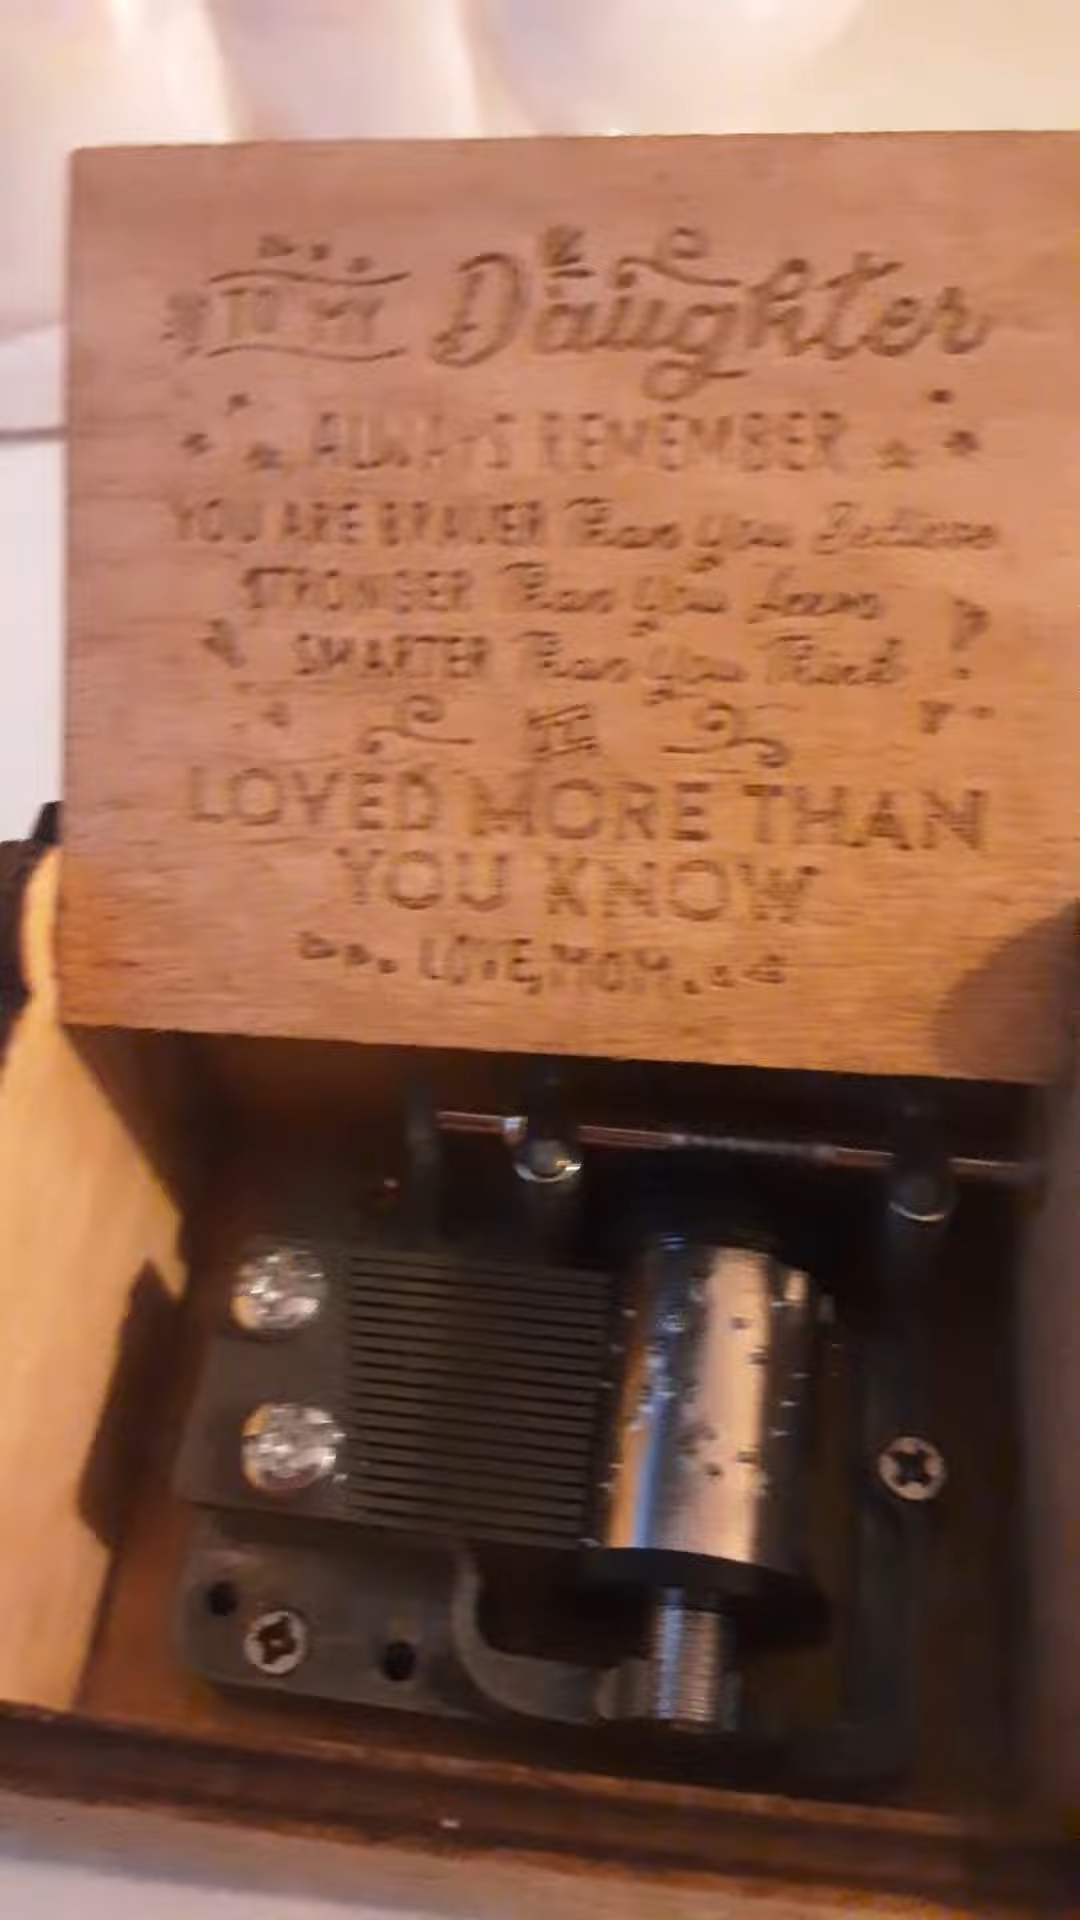 TO MY Daughter
ALWAYS REMEMBER
YOU ARE BRAVER Than You Believe
STRONGER Than You Seem
SMARTER Than You Think
&
LOVED MORE THAN
YOU KNOW
LOVE, MOM.